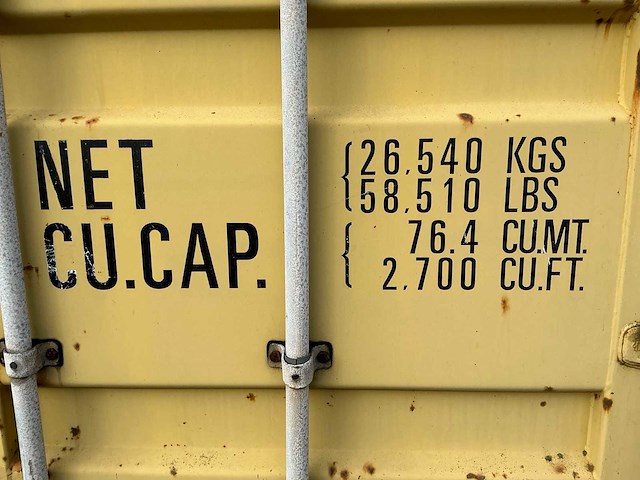 NET { 26,540 KGS
58,510 LBS
CU.CAP. { 76.4 CU.MT.
2,700 CU.FT.